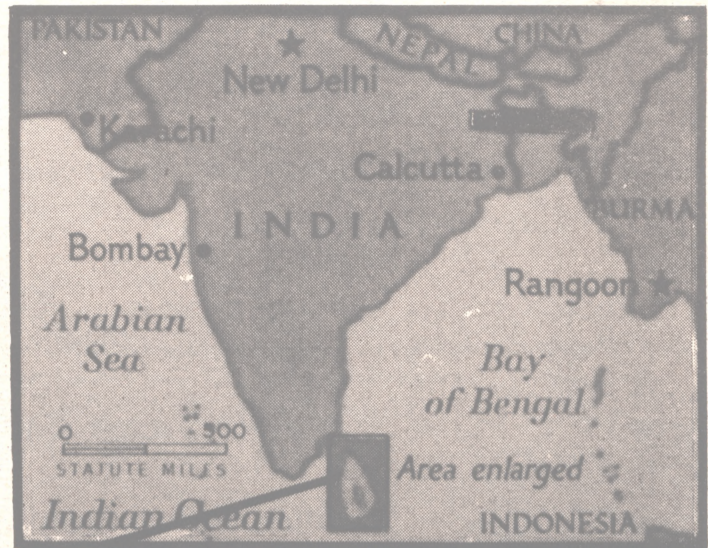 PAKISTAN
NEPAL
CHINA
New Delhi
Karachi
Calcutta
INDIA
BURMA
Bombay
Rangoon
Arabian
Sea
Bay
of Bengal
0 300
STATUTE MILES
Area enlarged
Indian Ocean
INDONESIA